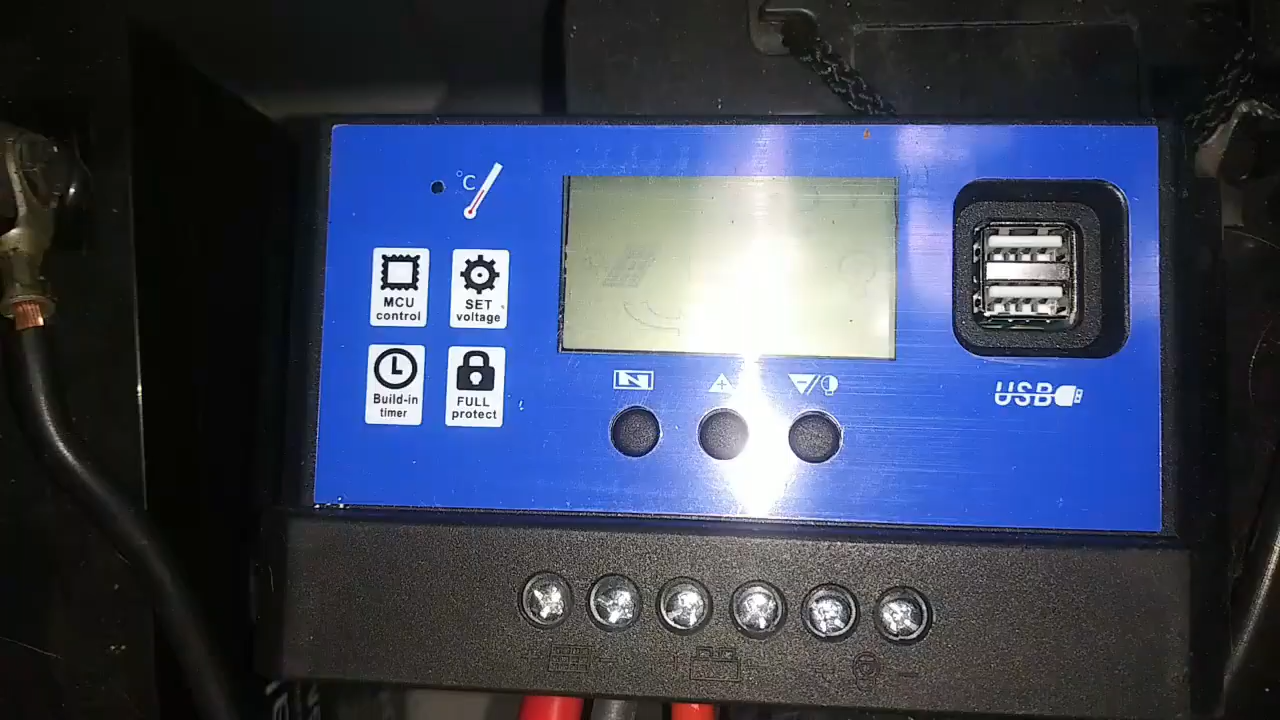 °C
MCU
control
SET
voltage
Build-in
timer
FULL
protect
USB